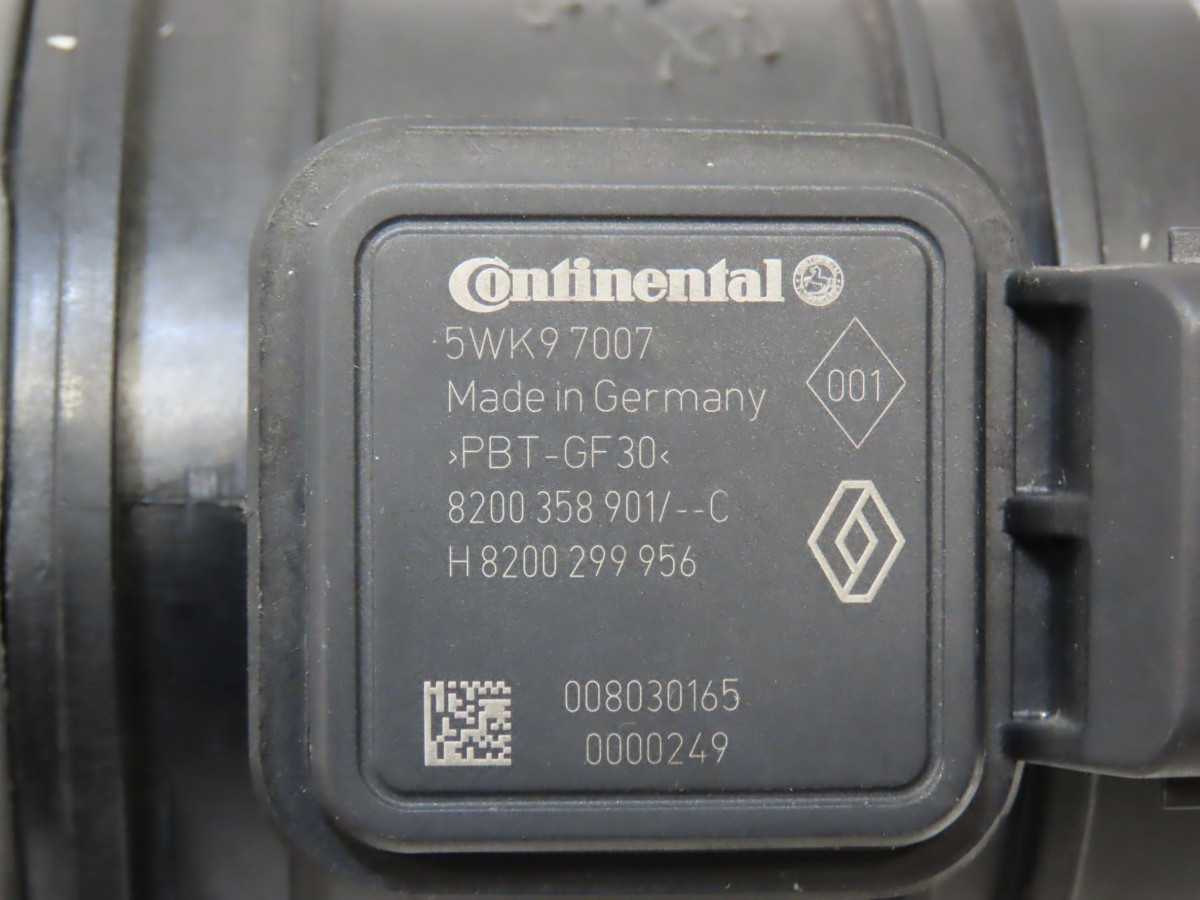 Continental
5WK9 7007
001
Made in Germany
›PBT-GF30‹
8200 358 901/--C
H 8200 299 956
008030165
0000249